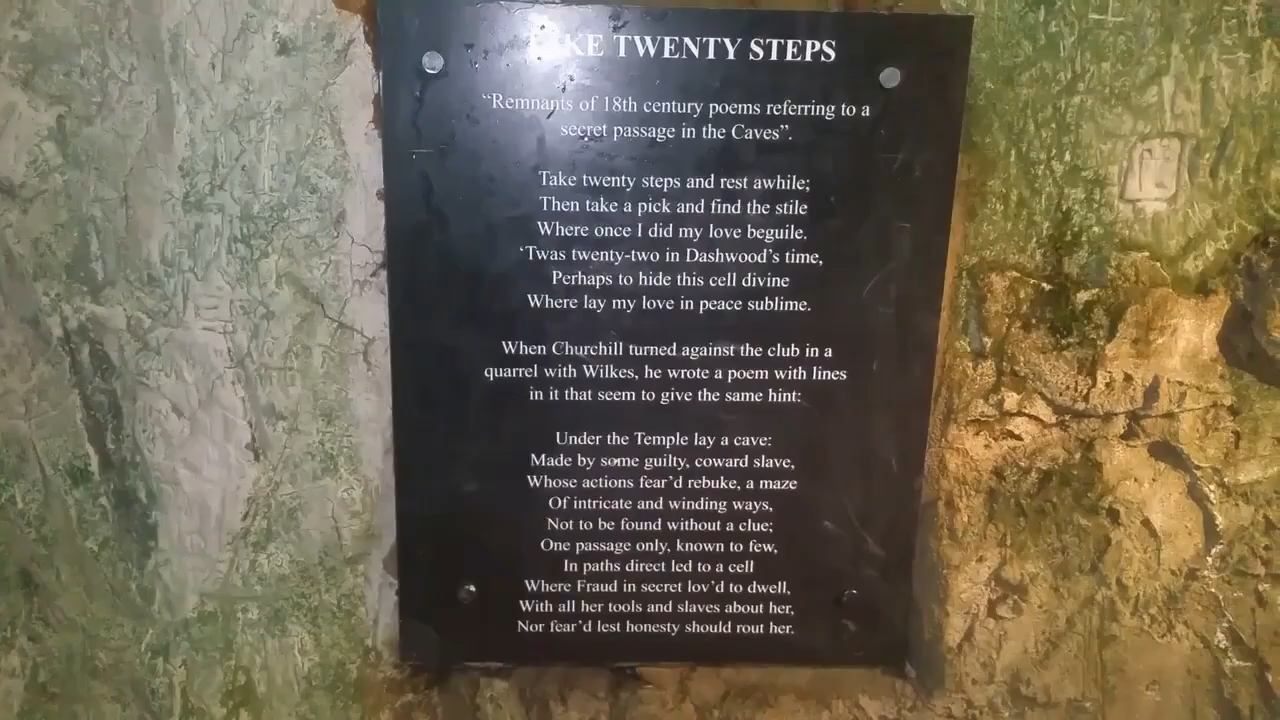 TAKE TWENTY STEPS
“Remnants of 18th century poems referring to a
secret passage in the Caves”.
Take twenty steps and rest awhile;
Then take a pick and find the stile
Where once I did my love beguile.
‘Twas twenty-two in Dashwood’s time,
Perhaps to hide this cell divine
Where lay my love in peace sublime.
When Churchill turned against the club in a
quarrel with Wilkes, he wrote a poem with lines
in it that seem to give the same hint:
Under the Temple lay a cave:
Made by some guilty, coward slave,
Whose actions fear’d rebuke, a maze
Of intricate and winding ways,
Not to be found without a clue;
One passage only, known to few,
In paths direct led to a cell
Where Fraud in secret lov’d to dwell,
With all her tools and slaves about her,
Nor fear’d lest honesty should rout her.